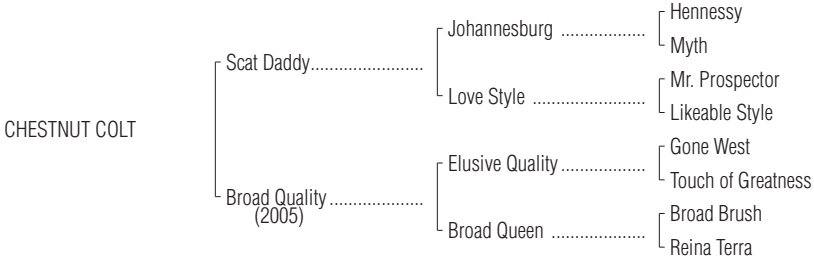 Hennessy
Johannesburg ......................
Myth
Scat Daddy.......................
Mr. Prospector
Love Style .......................
Likeable Style
CHESTNUT COLT
Gone West
Elusive Quality.................
Touch of Greatness
Broad Quality...................
(2005)
Broad Brush
Broad Queen ...................
Reina Terra